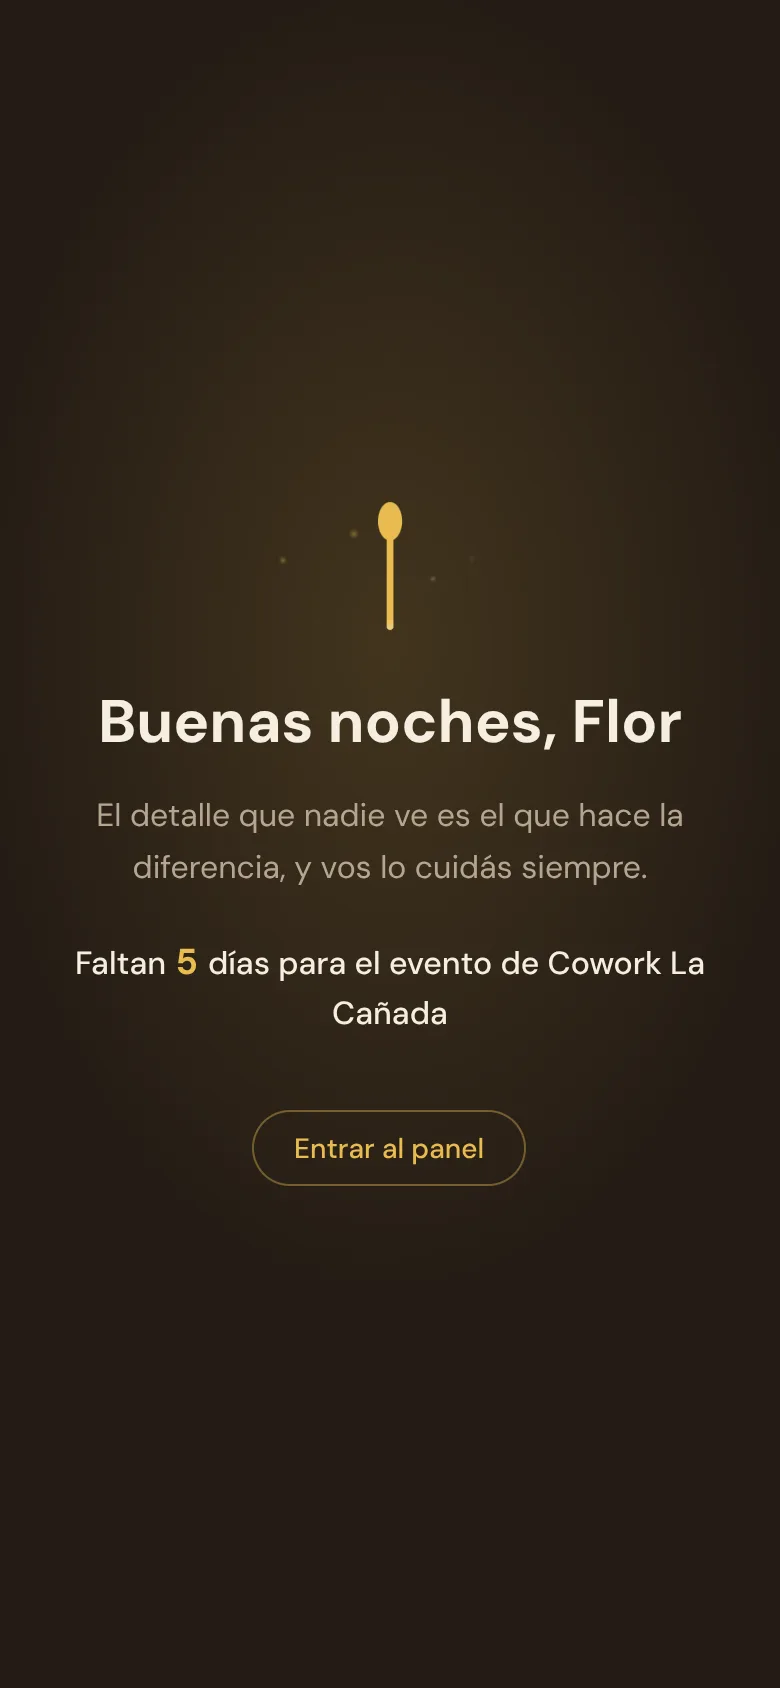 Buenas noches, Flor
El detalle que nadie ve es el que hace la
diferencia, y vos lo cuidás siempre.
Faltan 5 días para el evento de Cowork La
Cañada
Entrar al panel